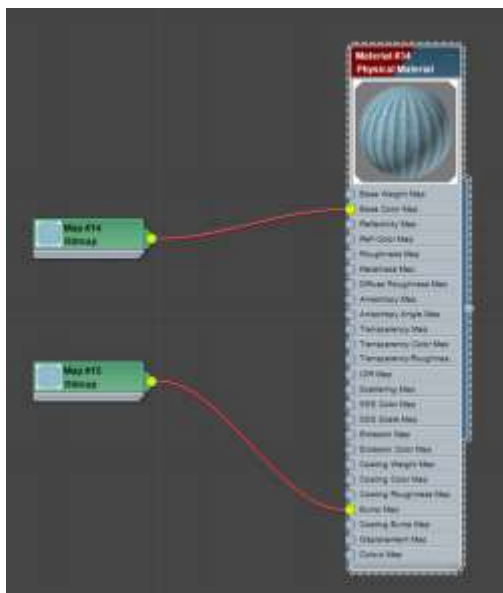 Material #34
Physical Material
Base Weight Map
Base Color Map
Reflectivity Map
Refl Color Map
Roughness Map
Metalness Map
Diffuse Roughness Map
Anisotropy Map
Anisotropy Angle Map
Transparency Map
Transparency Color Map
Transparency Roughness
IOR Map
Scattering Map
SSS Color Map
SSS Scale Map
Emission Map
Emission Color Map
Coating Weight Map
Coating Color Map
Coating Roughness Map
Bump Map
Coating Bump Map
Displacement Map
Cutout Map
Map #14
Bitmap
Map #15
Bitmap